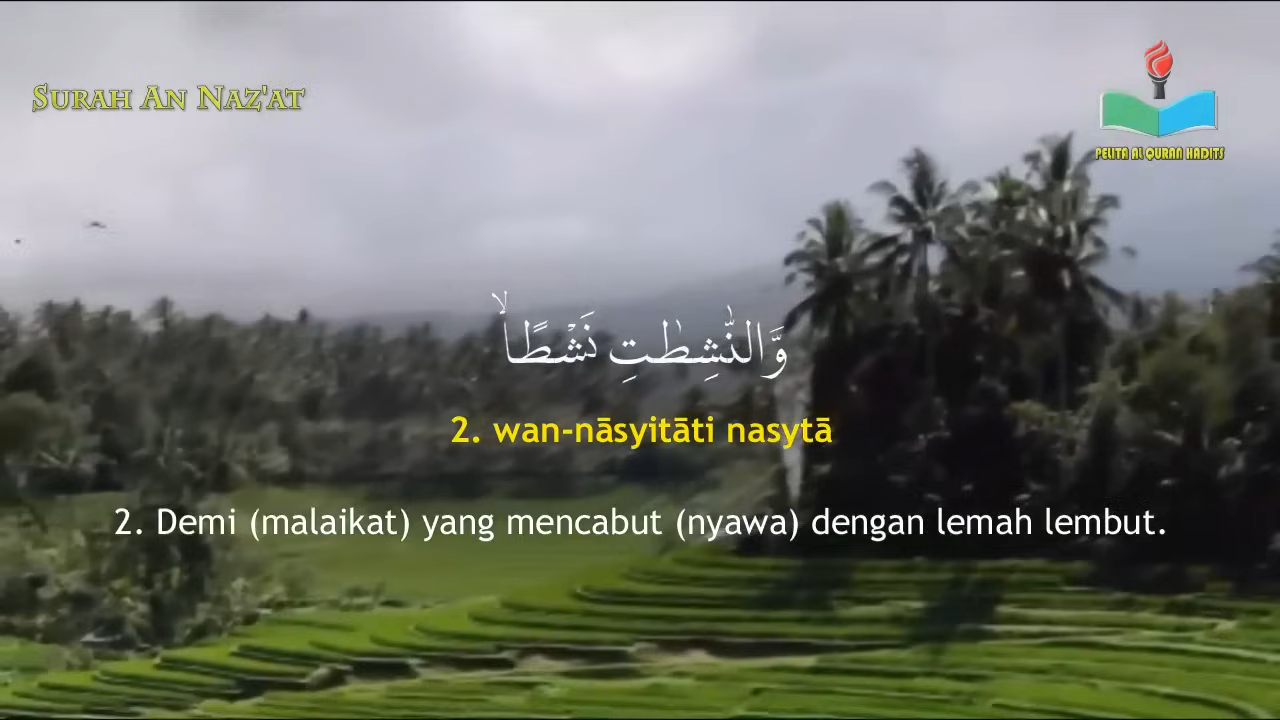 SURAH AN NAZ'AT
PELITA AL QURAN HADITS
وَّالنّٰشِطٰتِ نَشْطًاۙ
2. wan-nāsyitāti nasytā
2. Demi (malaikat) yang mencabut (nyawa) dengan lemah lembut.